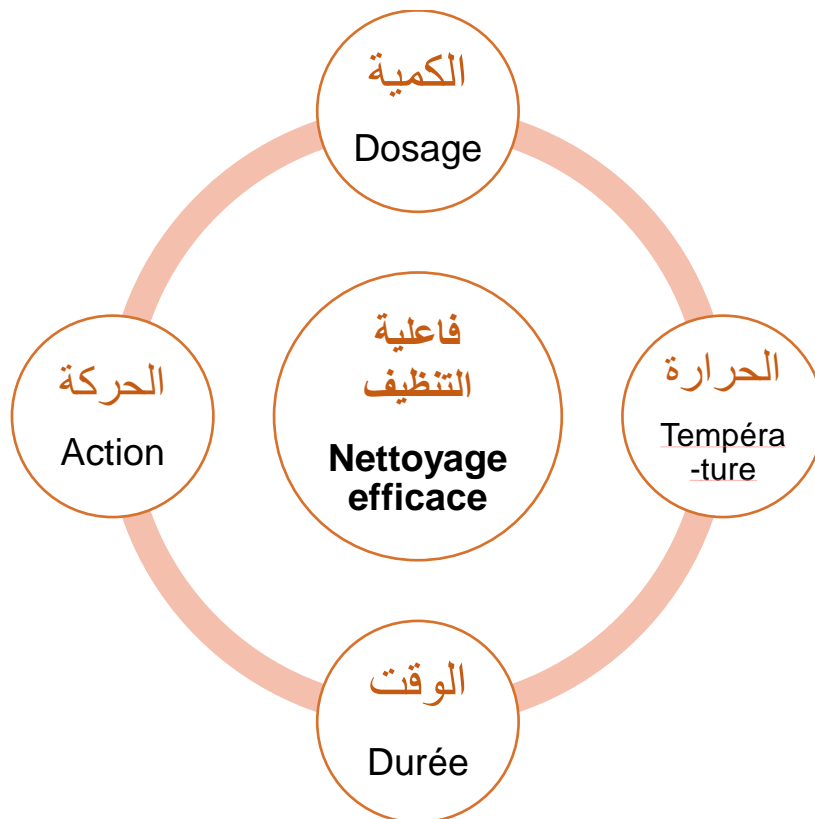 الكمية
Dosage
الحركة
Action
فاعلية
التنظيف
Nettoyage
efficace
الحرارة
Tempéra
-ture
الوقت
Durée